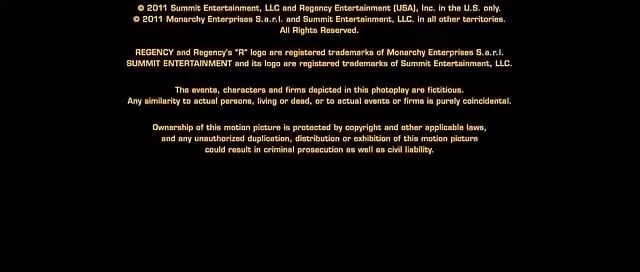 © 2011 Summit Entertainment, LLC and Regency Entertainment (USA), Inc. in the U.S. only.
© 2011 Monarchy Enterprises S.a.r.l. and Summit Entertainment, LLC. in all other territories.
All Rights Reserved.
REGENCY and Regency's "R" logo are registered trademarks of Monarchy Enterprises S.a.r.l.
SUMMIT ENTERTAINMENT and its logo are registered trademarks of Summit Entertainment, LLC.
The events, characters and firms depicted in this photoplay are fictitious.
Any similarity to actual persons, living or dead, or to actual events or firms is purely coincidental.
Ownership of this motion picture is protected by copyright and other applicable laws,
and any unauthorized duplication, distribution or exhibition of this motion picture
could result in criminal prosecution as well as civil liability.